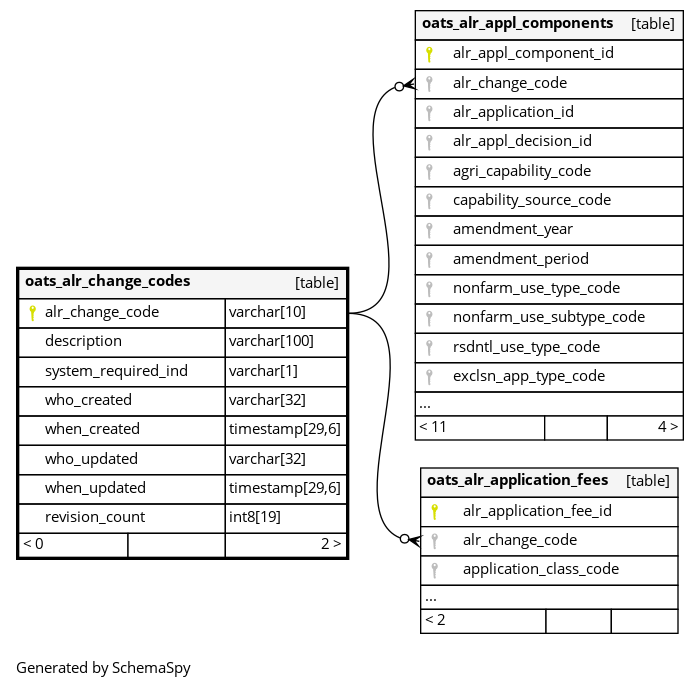 oats_alr_appl_components [table]
alr_appl_component_id
alr_change_code
alr_application_id
alr_appl_decision_id
agri_capability_code
capability_source_code
amendment_year
amendment_period
nonfarm_use_type_code
nonfarm_use_subtype_code
rsdntl_use_type_code
exclsn_app_type_code
...
< 11 4 >
oats_alr_change_codes [table]
alr_change_code varchar[10]
description varchar[100]
system_required_ind varchar[1]
who_created varchar[32]
when_created timestamp[29,6]
who_updated varchar[32]
when_updated timestamp[29,6]
revision_count int8[19]
< 0 2 >
oats_alr_application_fees [table]
alr_application_fee_id
alr_change_code
application_class_code
...
< 2
Generated by SchemaSpy